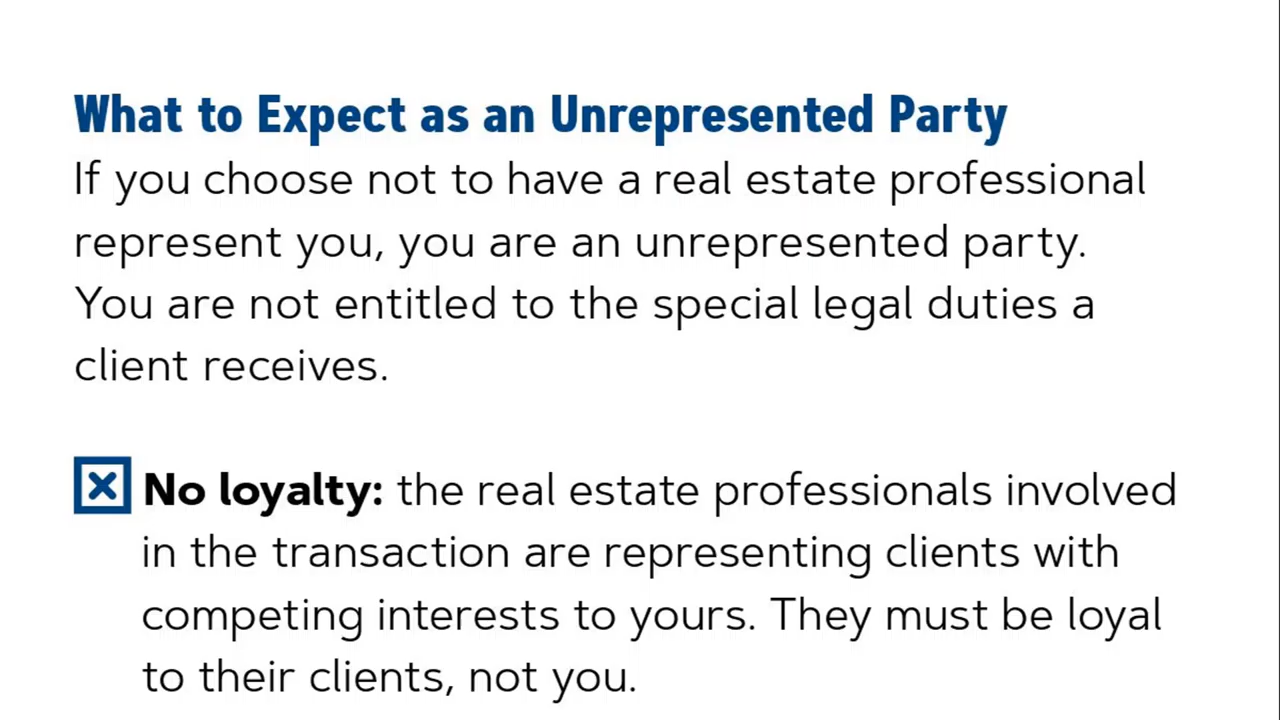 What to Expect as an Unrepresented Party
If you choose not to have a real estate professional
represent you, you are an unrepresented party.
You are not entitled to the special legal duties a
client receives.
No loyalty: the real estate professionals involved
in the transaction are representing clients with
competing interests to yours. They must be loyal
to their clients, not you.